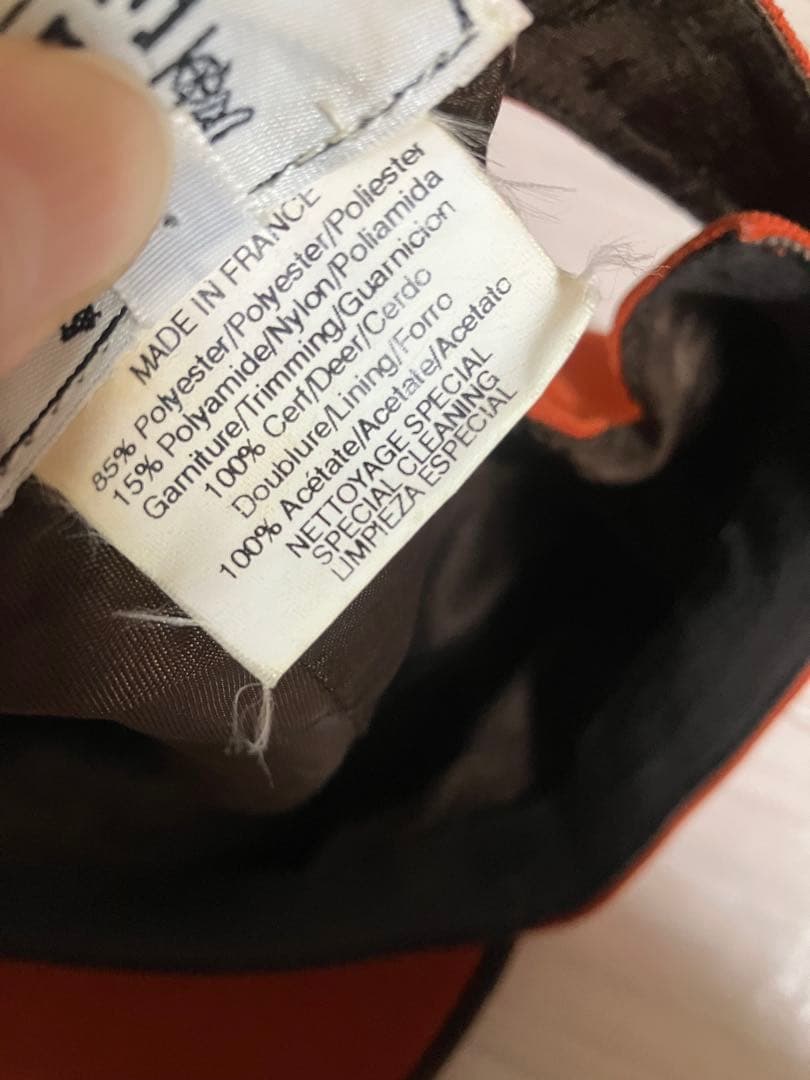 MADE IN FRANCE
85% Polyester/Polyester/Poliester
15% Polyamide/Nylon/Poliamida
Garniture/Trimming/Guarnicion
100% Cerf/Deer/Cerdo
Doublure/Lining/Forro
100% Acétate/Acetate/Acetato
NETTOYAGE SPECIAL
SPECIAL CLEANING
LIMPIEZA ESPECIAL